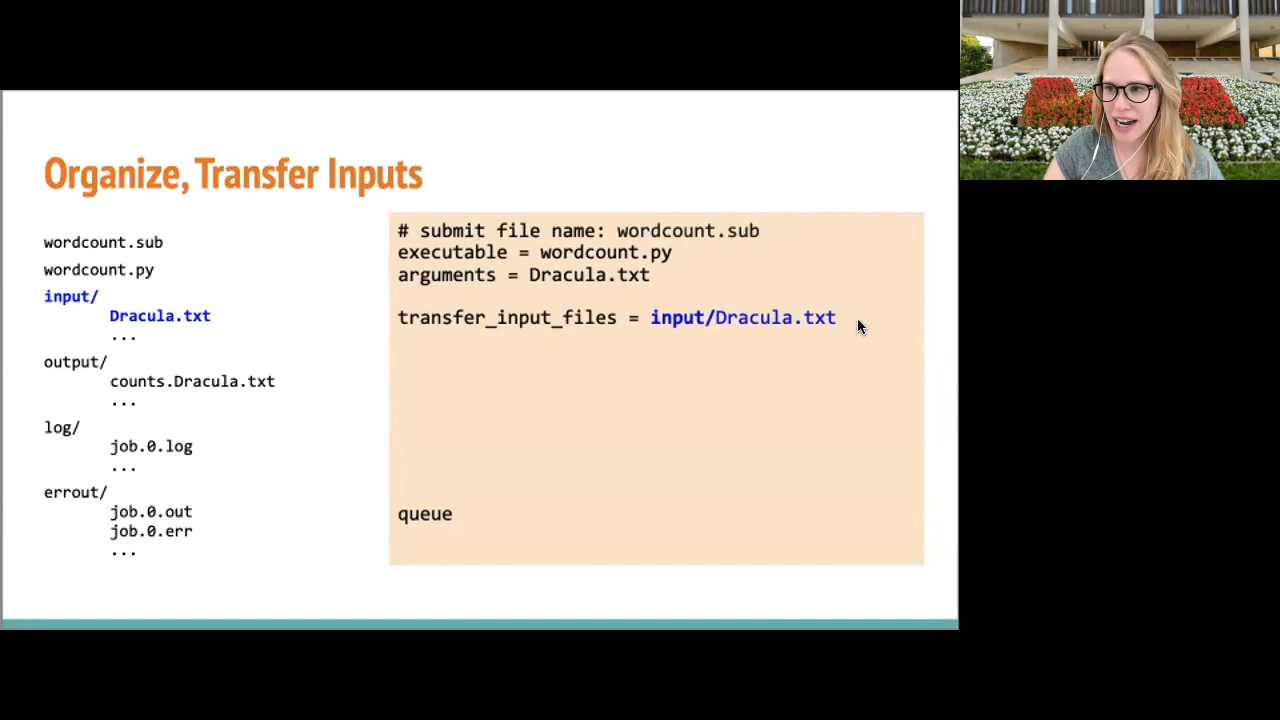 Organize, Transfer Inputs
wordcount.sub
wordcount.py
input/
Dracula.txt
...
output/
counts.Dracula.txt
...
log/
job.0.log
...
errout/
job.0.out
job.0.err
...
# submit file name: wordcount.sub
executable = wordcount.py
arguments = Dracula.txt
transfer_input_files = input/Dracula.txt
queue